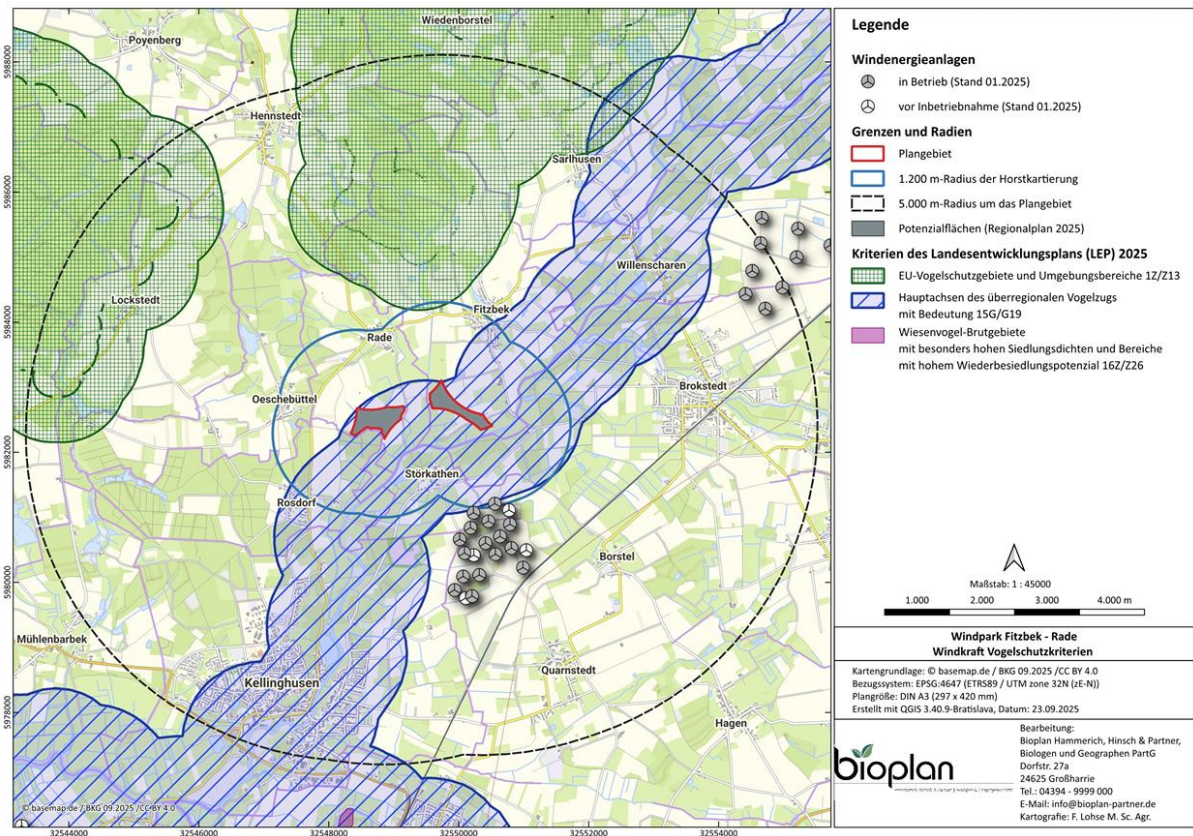 Wiedenborstel
Poyenberg
Hennstedt
Sarlhusen
Willenscharen
Lockstedt
Fitzbek
Rade
Brokstedt
Oeschebüttel
Störkathen
Rosdorf
Borstel
Mühlenbarbek
Quarnstedt
Kellinghusen
Hagen
© basemap.de / BKG 09.2025 /CC BY 4.0
5988000
5986000
5984000
5982000
5980000
5978000
32544000
32546000
32548000
32550000
32552000
32554000
Legende
Windenergieanlagen
in Betrieb (Stand 01.2025)
vor Inbetriebnahme (Stand 01.2025)
Grenzen und Radien
Plangebiet
1.200 m-Radius der Horstkartierung
5.000 m-Radius um das Plangebiet
Potenzialflächen (Regionalplan 2025)
Kriterien des Landesentwicklungsplans (LEP) 2025
EU-Vogelschutzgebiete und Umgebungsbereiche 1Z/Z13
Hauptachsen des überregionalen Vogelzugs
mit Bedeutung 15G/G19
Wiesenvogel-Brutgebiete
mit besonders hohen Siedlungsdichten und Bereiche
mit hohem Wiederbesiedlungspotenzial 16Z/Z26
Maßstab: 1 : 45000
1.000 2.000 3.000 4.000 m
Windpark Fitzbek - Rade
Windkraft Vogelschutzkriterien
Kartengrundlage: © basemap.de / BKG 09.2025 /CC BY 4.0
Bezugssystem: EPSG:4647 (ETRS89 / UTM zone 32N (zE-N))
Plangröße: DIN A3 (297 x 420 mm)
Erstellt mit QGIS 3.40.9-Bratislava, Datum: 23.09.2025
bioplan
Bearbeitung:
Bioplan Hammerich, Hinsch & Partner,
Biologen und Geographen PartG
Dorfstr. 27a
24625 Großharrie
Tel.: 04394 - 9999 000
E-Mail: info@bioplan-partner.de
Kartografie: F. Lohse M. Sc. Agr.